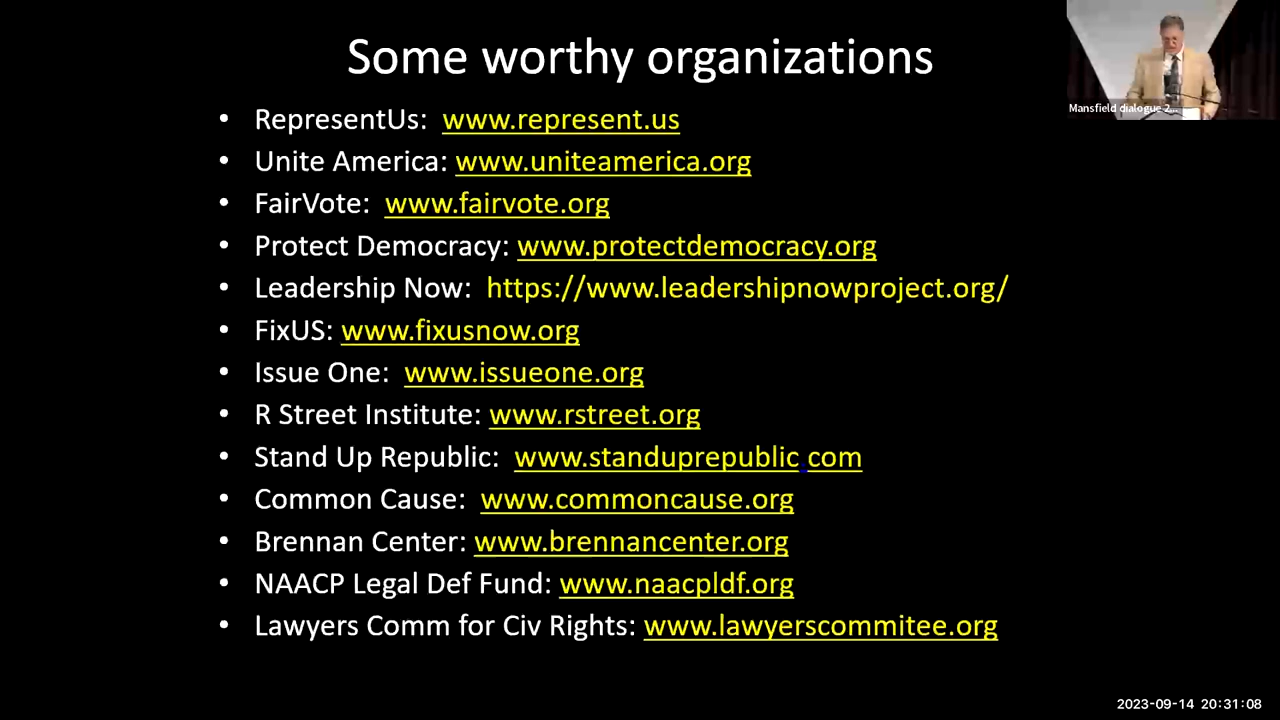 Some worthy organizations
Mansfield dialogue 2...
• RepresentUs: www.represent.us
• Unite America: www.uniteamerica.org
• FairVote: www.fairvote.org
• Protect Democracy: www.protectdemocracy.org
• Leadership Now: https://www.leadershipnowproject.org/
• FixUS: www.fixusnow.org
• Issue One: www.issueone.org
• R Street Institute: www.rstreet.org
• Stand Up Republic: www.standuprepublic.com
• Common Cause: www.commoncause.org
• Brennan Center: www.brennancenter.org
• NAACP Legal Def Fund: www.naacpldf.org
• Lawyers Comm for Civ Rights: www.lawyerscommitee.org
2023-09-14 20:31:08